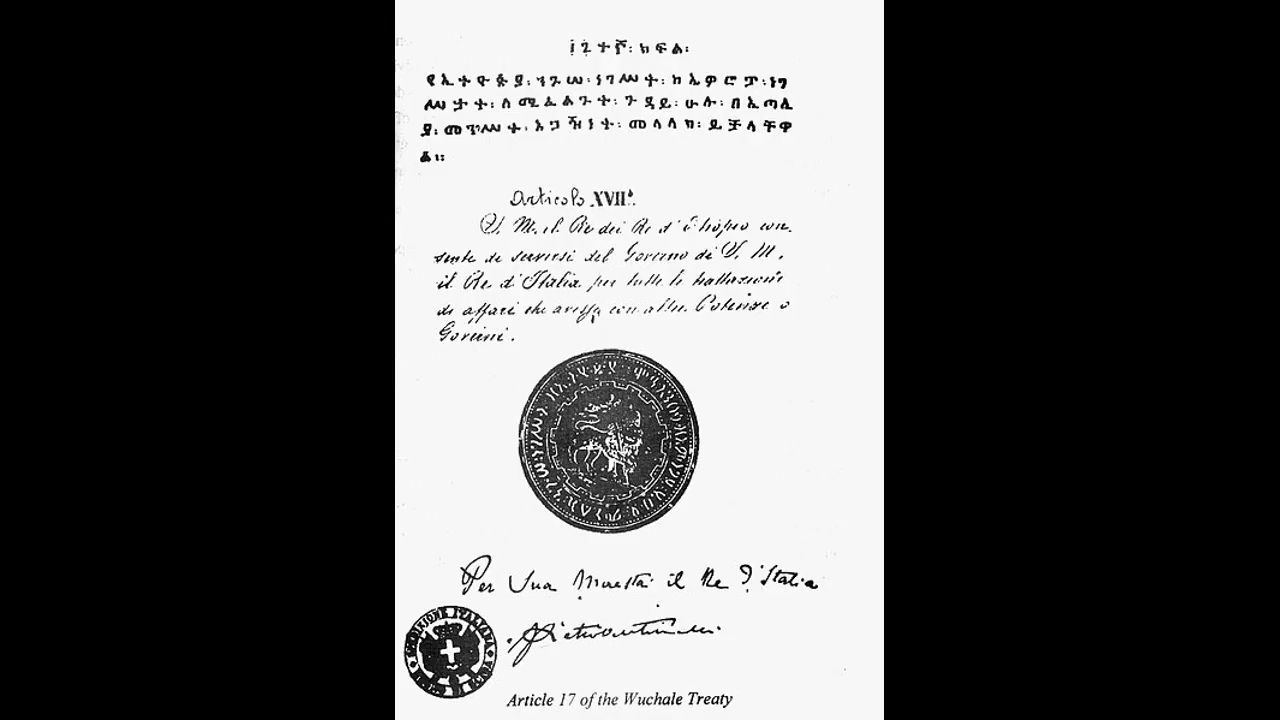 ፲፯ተኛ፡ ክፍል፡
የኢትዮጵያ፡ ንጉሠ፡ ነገሥት፡ ከኤዎሮፓ፡ ነገ
ሥታት፡ ለሚፈልጉት፡ ጉዳይ፡ ሁሉ፡ በኢጣሊ
ያ፡ መንግሥት፡ አጋዥነት፡ መላላክ፡ ይቻላቸዋ
ል፡፡
Articolo XVII°.
S. M. il Re dei Re d'Etiopia con-
sente di servirsi del Governo di S. M.
il Re d'Italia per tutte le trattazioni
di affari che avesse con altre Potenze o
Governi.
Per Sua Maestà il Re d'Italia
ITALIANA
Article 17 of the Wuchale Treaty